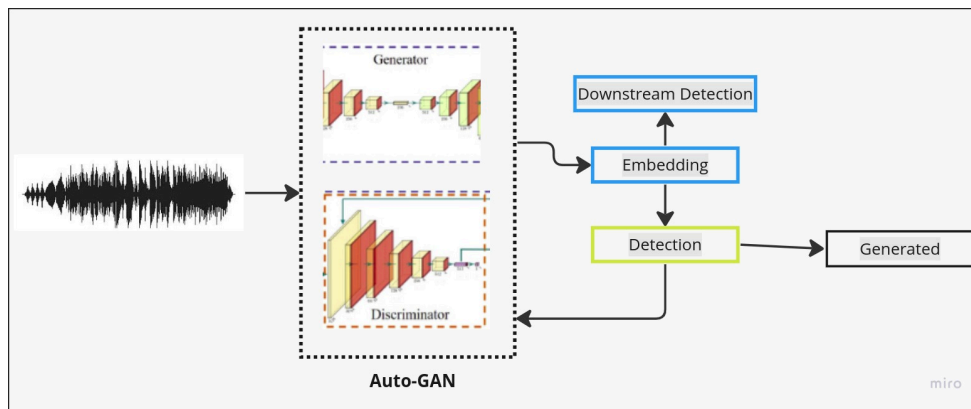 Generator
Downstream Detection
Embedding
Detection
Generated
Discriminator
Auto-GAN
miro